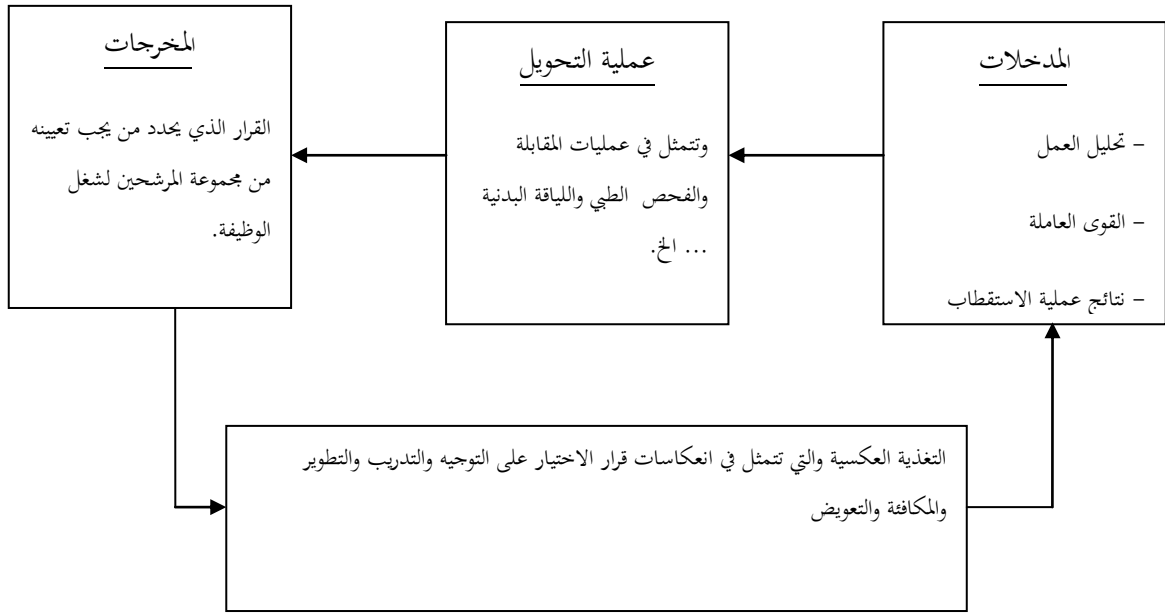 المدخلات
– تحليل العمل
– القوى العاملة
– نتائج عملية الاستقطاب
عملية التحويل
وتتمثل في عمليات المقابلة
والفحص الطبي واللياقة البدنية
... الخ.
المخرجات
القرار الذي يحدد من يجب تعيينه
من مجموعة المرشحين لشغل
الوظيفة.
التغذية العكسية والتي تتمثل في انعكاسات قرار الاختيار على التوجيه والتدريب والتطوير
والمكافئة والتعويض